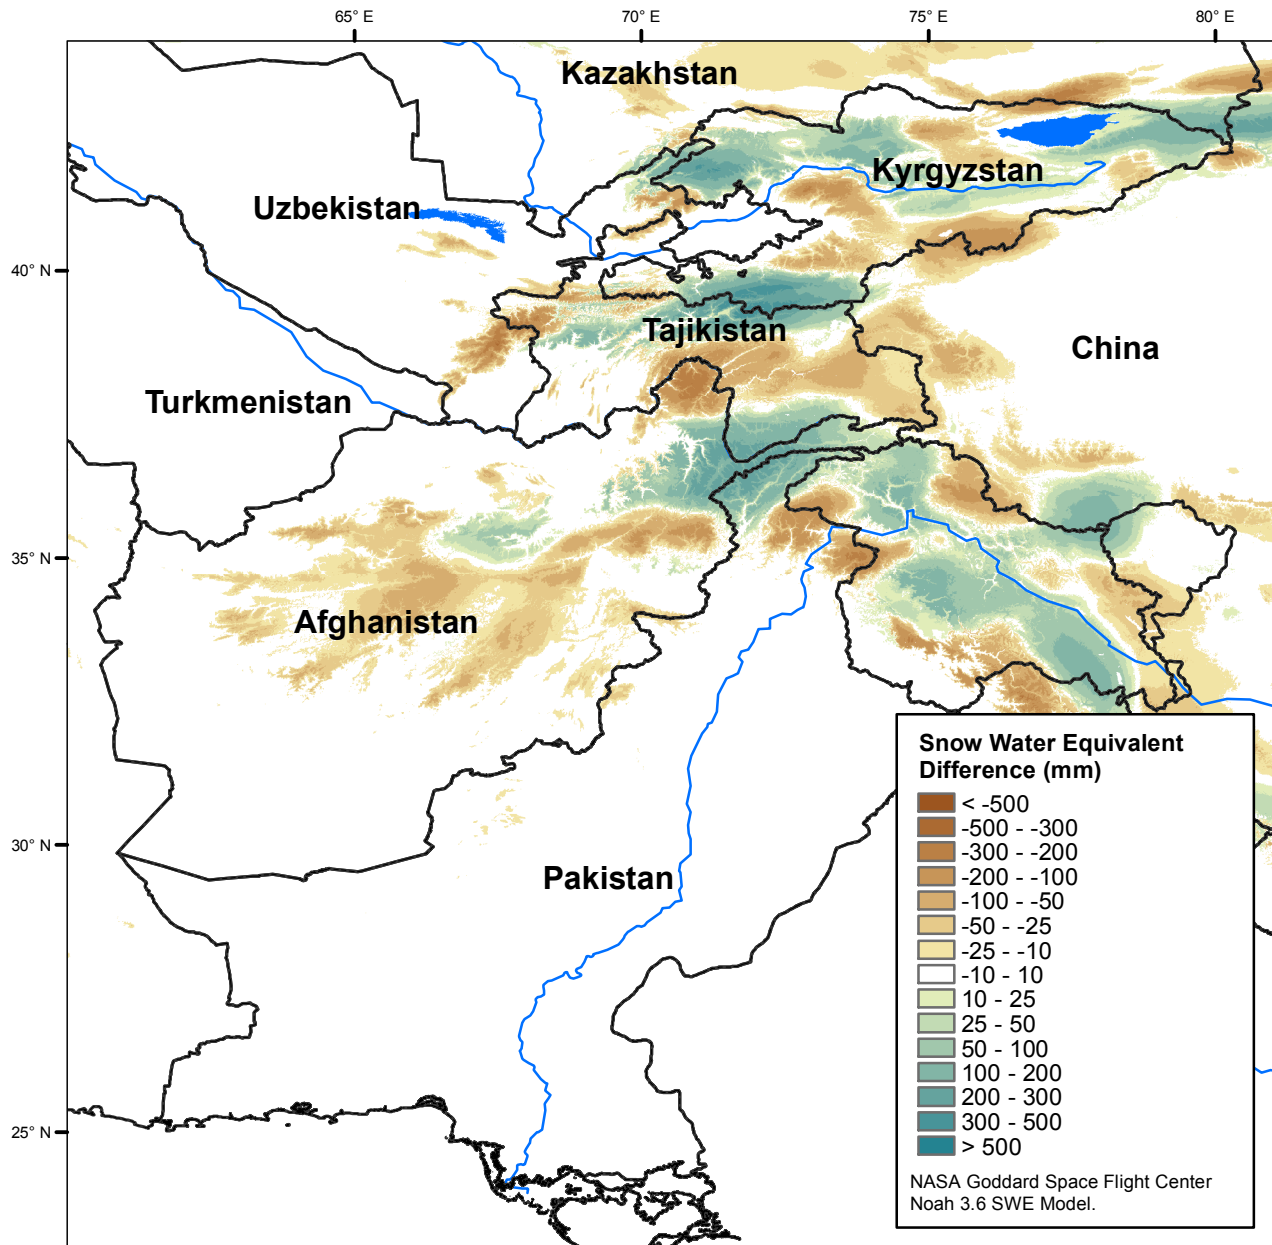 65° E
70° E
75° E
80° E
Kazakhstan
Kyrgyzstan
Uzbekistan
40° N
Tajikistan
China
Turkmenistan
35° N
Afghanistan
30° N
Pakistan
25° N
Snow Water Equivalent
Difference (mm)
< -500
-500 - -300
-300 - -200
-200 - -100
-100 - -50
-50 - -25
-25 - -10
-10 - 10
10 - 25
25 - 50
50 - 100
100 - 200
200 - 300
300 - 500
> 500
NASA Goddard Space Flight Center
Noah 3.6 SWE Model.